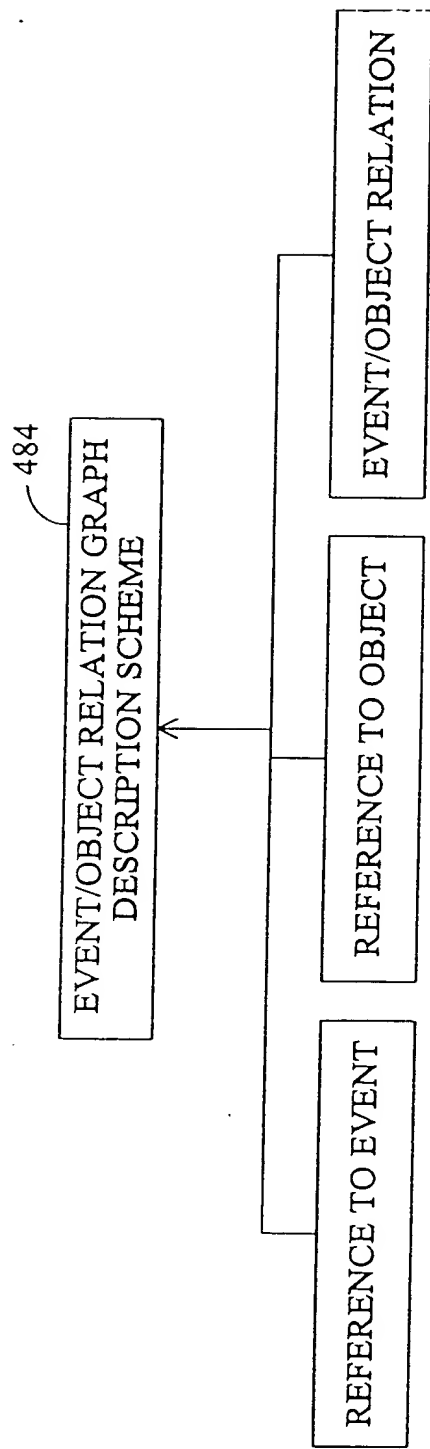 484
EVENT/OBJECT RELATION GRAPH
DESCRIPTION SCHEME
REFERENCE TO EVENT
REFERENCE TO OBJECT
EVENT/OBJECT RELATION